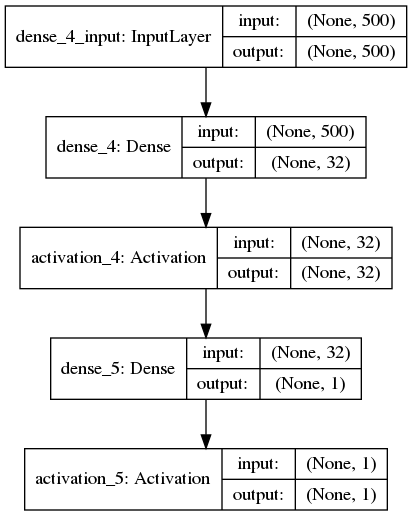 dense_4_input: InputLayer
input: (None, 500)
output: (None, 500)
dense_4: Dense
input: (None, 500)
output: (None, 32)
activation_4: Activation
input: (None, 32)
output: (None, 32)
dense_5: Dense
input: (None, 32)
output: (None, 1)
activation_5: Activation
input: (None, 1)
output: (None, 1)